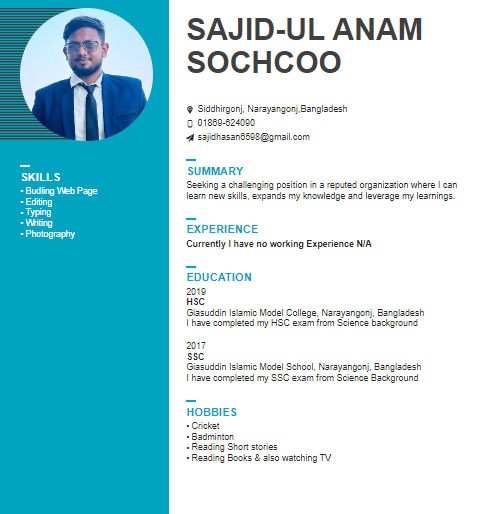 SAJID-UL ANAM
SOCHCOO
Siddhirgonj, Narayangonj,Bangladesh
01869-624090
sajidhasan6598@gmail.com
SKILLS
• Budling Web Page
• Editing
• Typing
• Writing
• Photography
SUMMARY
Seeking a challenging position in a reputed organization where I can
learn new skills, expands my knowledge and leverage my learnings.
EXPERIENCE
Currently I have no working Experience N/A
EDUCATION
2019
HSC
Giasuddin Islamic Model College, Narayangonj, Bangladesh
I have completed my HSC exam from Science background
2017
SSC
Giasuddin Islamic Model School, Narayangonj, Bangladesh
I have completed my SSC exam from Science Background
HOBBIES
• Cricket
• Badminton
• Reading Short stories
• Reading Books & also watching TV